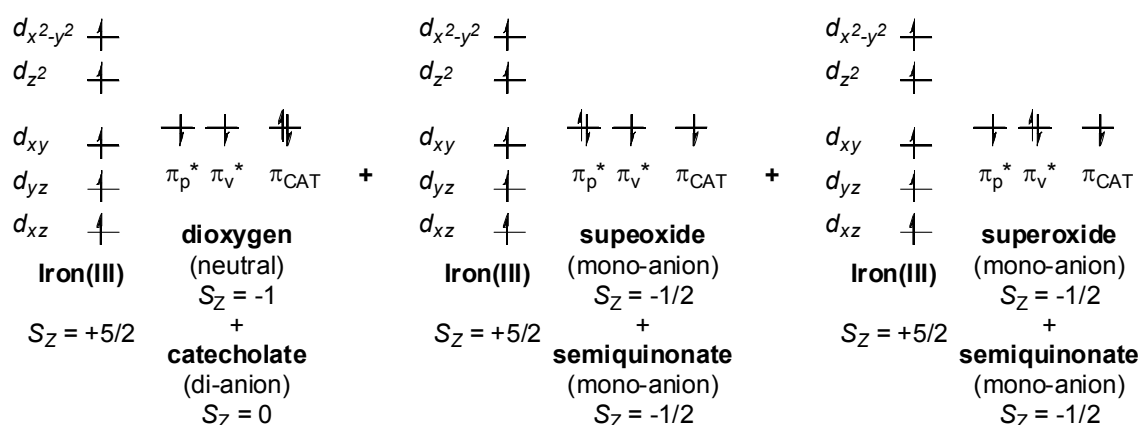 d_{x²-y²}
d_{z²}
d_{xy}
d_{yz}
d_{xz}
Iron(III)
S_Z = +5/2
π_p* π_v* π_CAT
dioxygen
(neutral)
S_Z = -1
+
catecholate
(di-anion)
S_Z = 0
+
d_{x²-y²}
d_{z²}
d_{xy}
d_{yz}
d_{xz}
Iron(III)
S_Z = +5/2
π_p* π_v* π_CAT
supeoxide
(mono-anion)
S_Z = -1/2
+
semiquinonate
(mono-anion)
S_Z = -1/2
+
d_{x²-y²}
d_{z²}
d_{xy}
d_{yz}
d_{xz}
Iron(III)
S_Z = +5/2
π_p* π_v* π_CAT
superoxide
(mono-anion)
S_Z = -1/2
+
semiquinonate
(mono-anion)
S_Z = -1/2